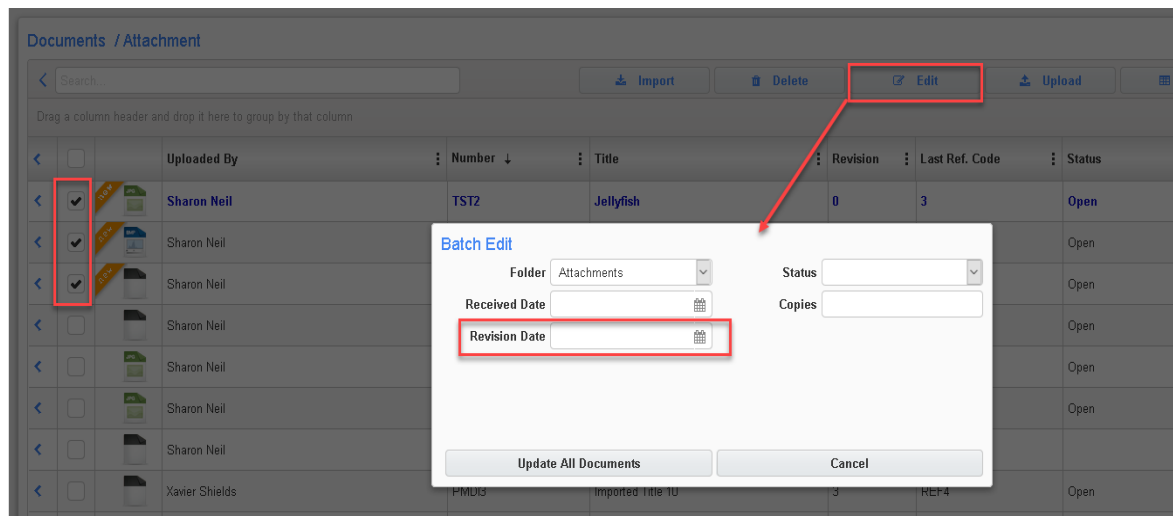 Documents / Attachment
Search...
Import
Delete
Edit
Upload
Drag a column header and drop it here to group by that column
Uploaded By Number ↓ Title Revision Last Ref. Code Status
Sharon Neil TST2 Jellyfish 0 3 Open
Sharon Neil Open
Sharon Neil Open
Sharon Neil Open
Sharon Neil Open
Sharon Neil Open
Sharon Neil
Xavier Shields PMDI3 Imported Title 10 3 REF4 Open
Batch Edit
Folder Attachments Status
Received Date Copies
Revision Date
Update All Documents Cancel